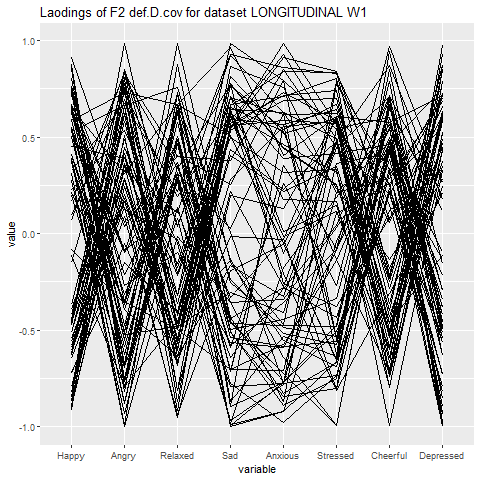 Laodings of F2 def.D.cov for dataset LONGITUDINAL W1
1.0
0.5
0.0
-0.5
-1.0
value
Happy Angry Relaxed Sad Anxious Stressed Cheerful Depressed
variable